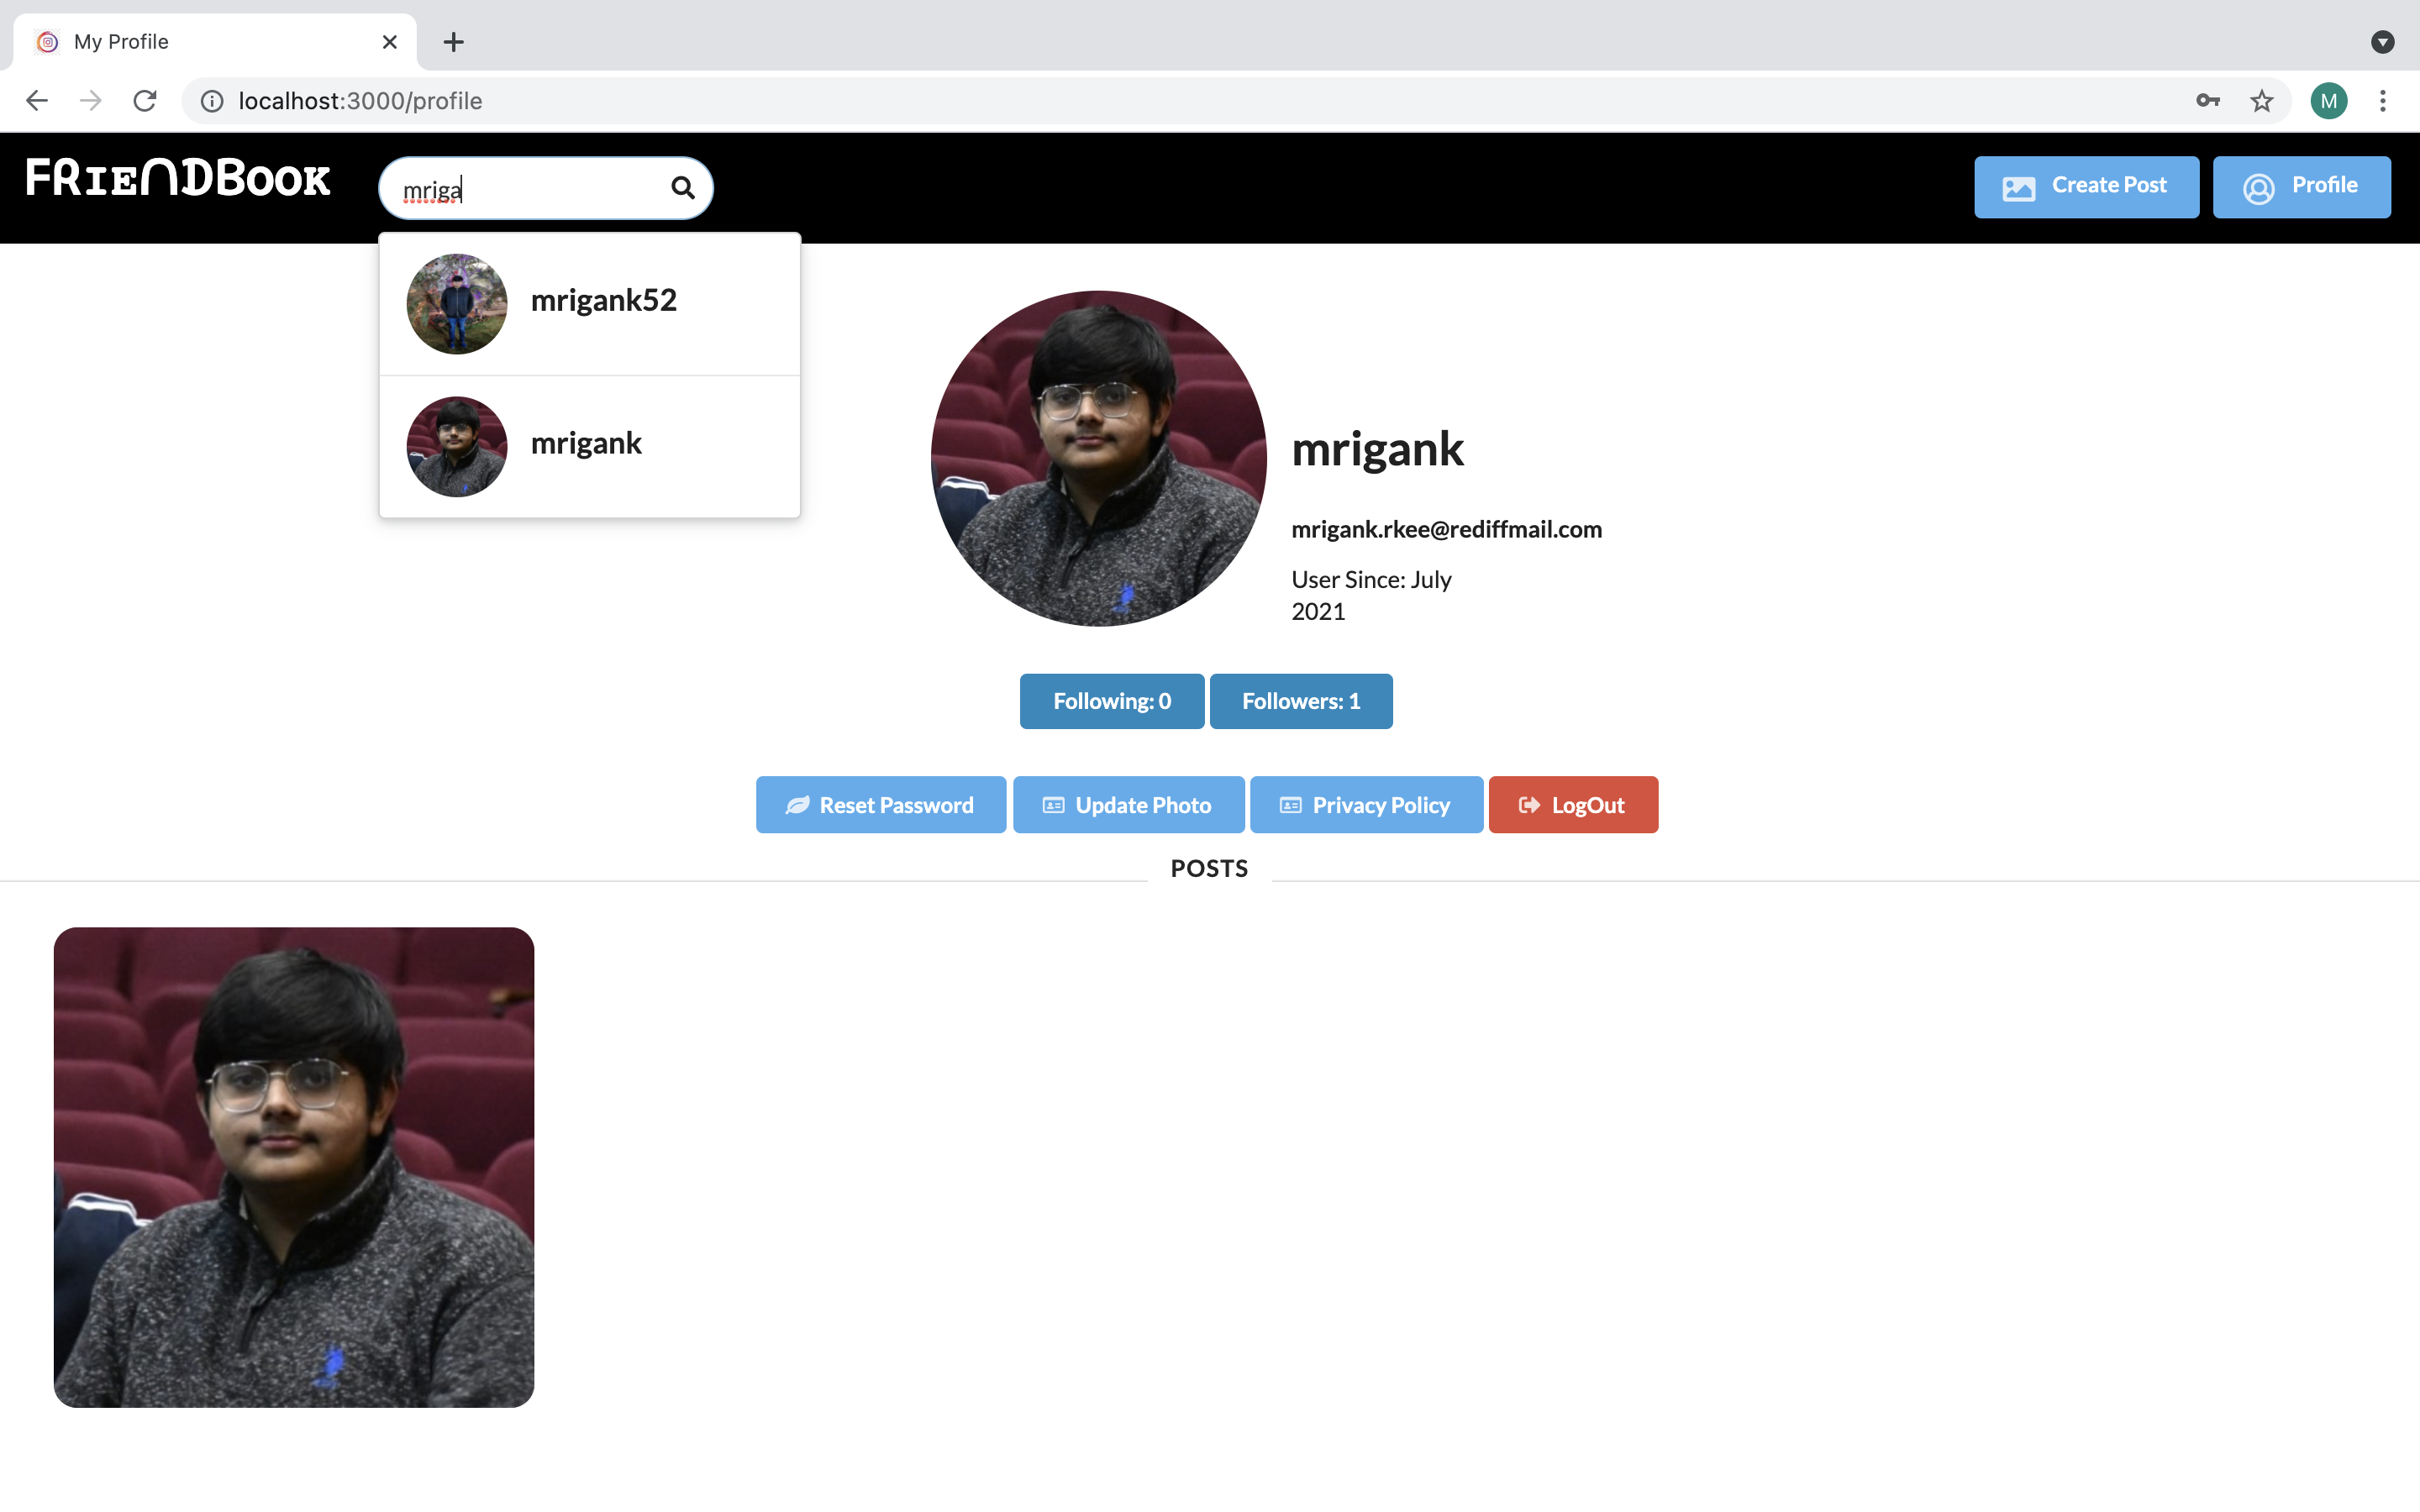 My Profile
localhost:3000/profile
M
FRIENDBOOK
mriga
Create Post
Profile
mrigank52
mrigank
mrigank
mrigank.rkee@rediffmail.com
User Since: July
2021
Following: 0
Followers: 1
Reset Password
Update Photo
Privacy Policy
LogOut
POSTS